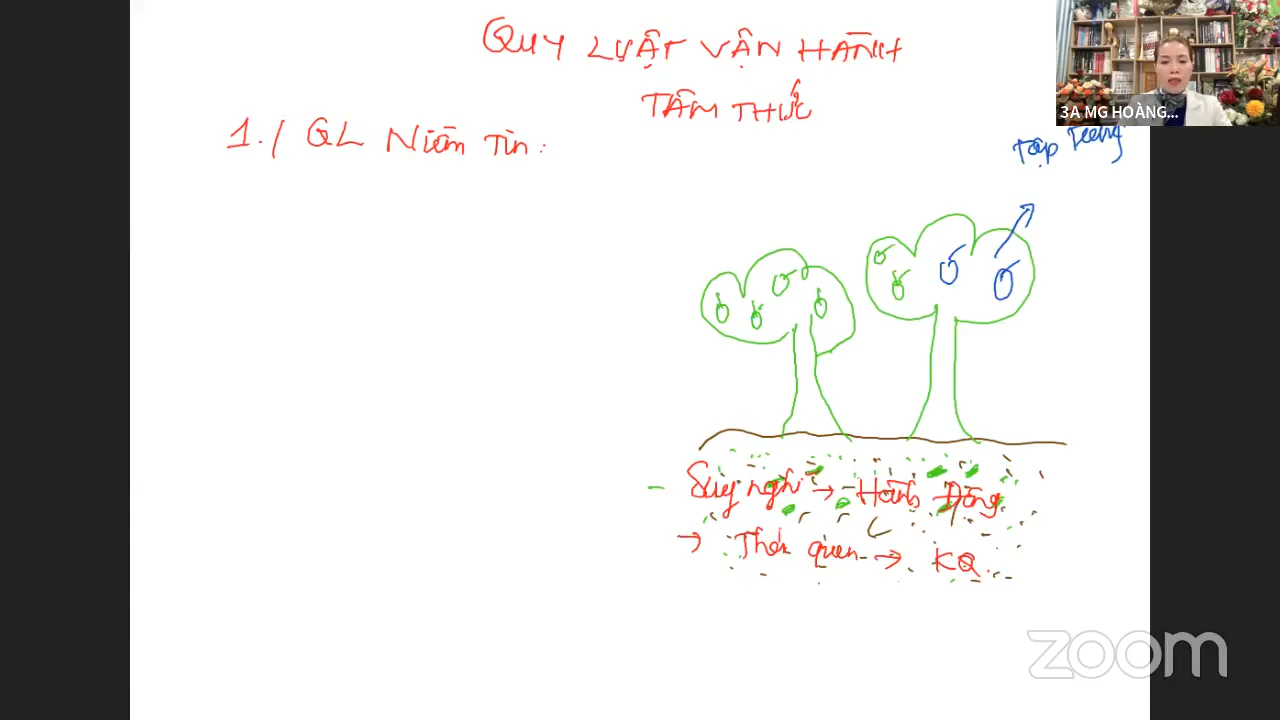 QUY LUẬT VẬN HÀNH
TÂM THỨC
3A MG HOÀNG...
1./ QL Niềm Tin:
Tập Trung
- Suy nghĩ → Hành Động
→ Thói quen → KQ.
zoom